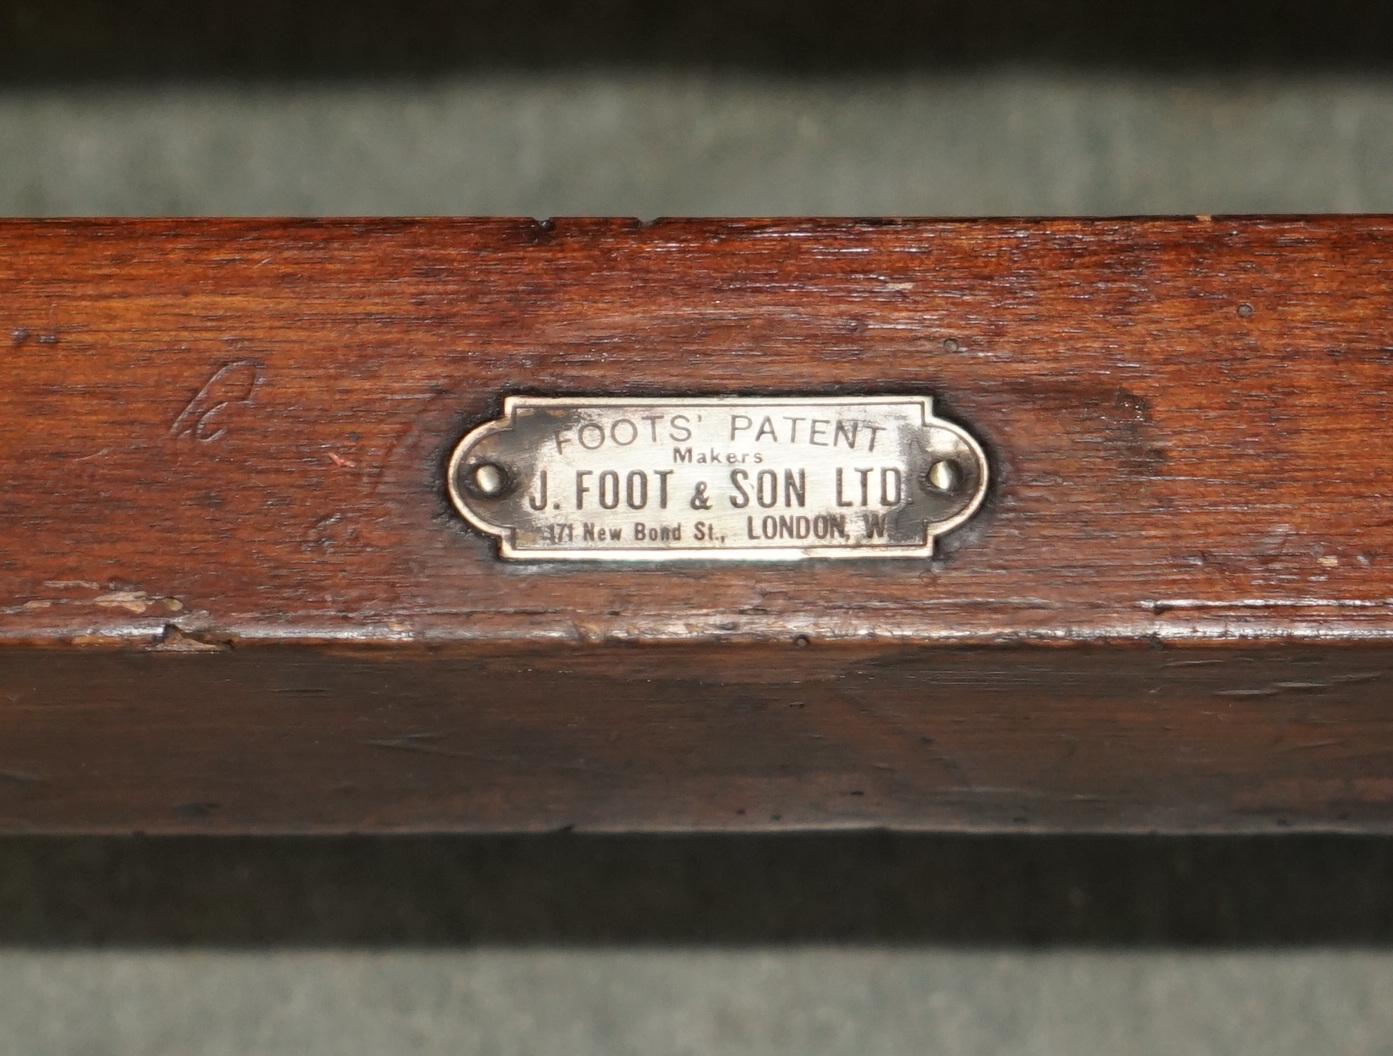 FOOTS' PATENT
Makers
J. FOOT & SON LTD
171 New Bond St., LONDON, W.